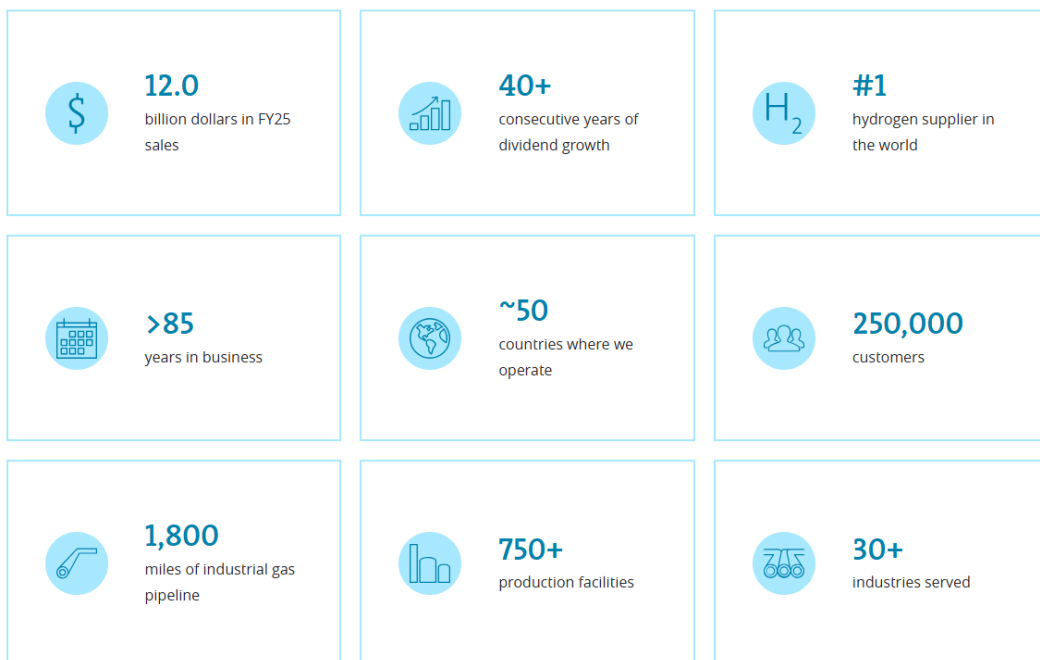 12.0
billion dollars in FY25
sales
40+
consecutive years of
dividend growth
H2
#1
hydrogen supplier in
the world
>85
years in business
~50
countries where we
operate
250,000
customers
1,800
miles of industrial gas
pipeline
750+
production facilities
30+
industries served